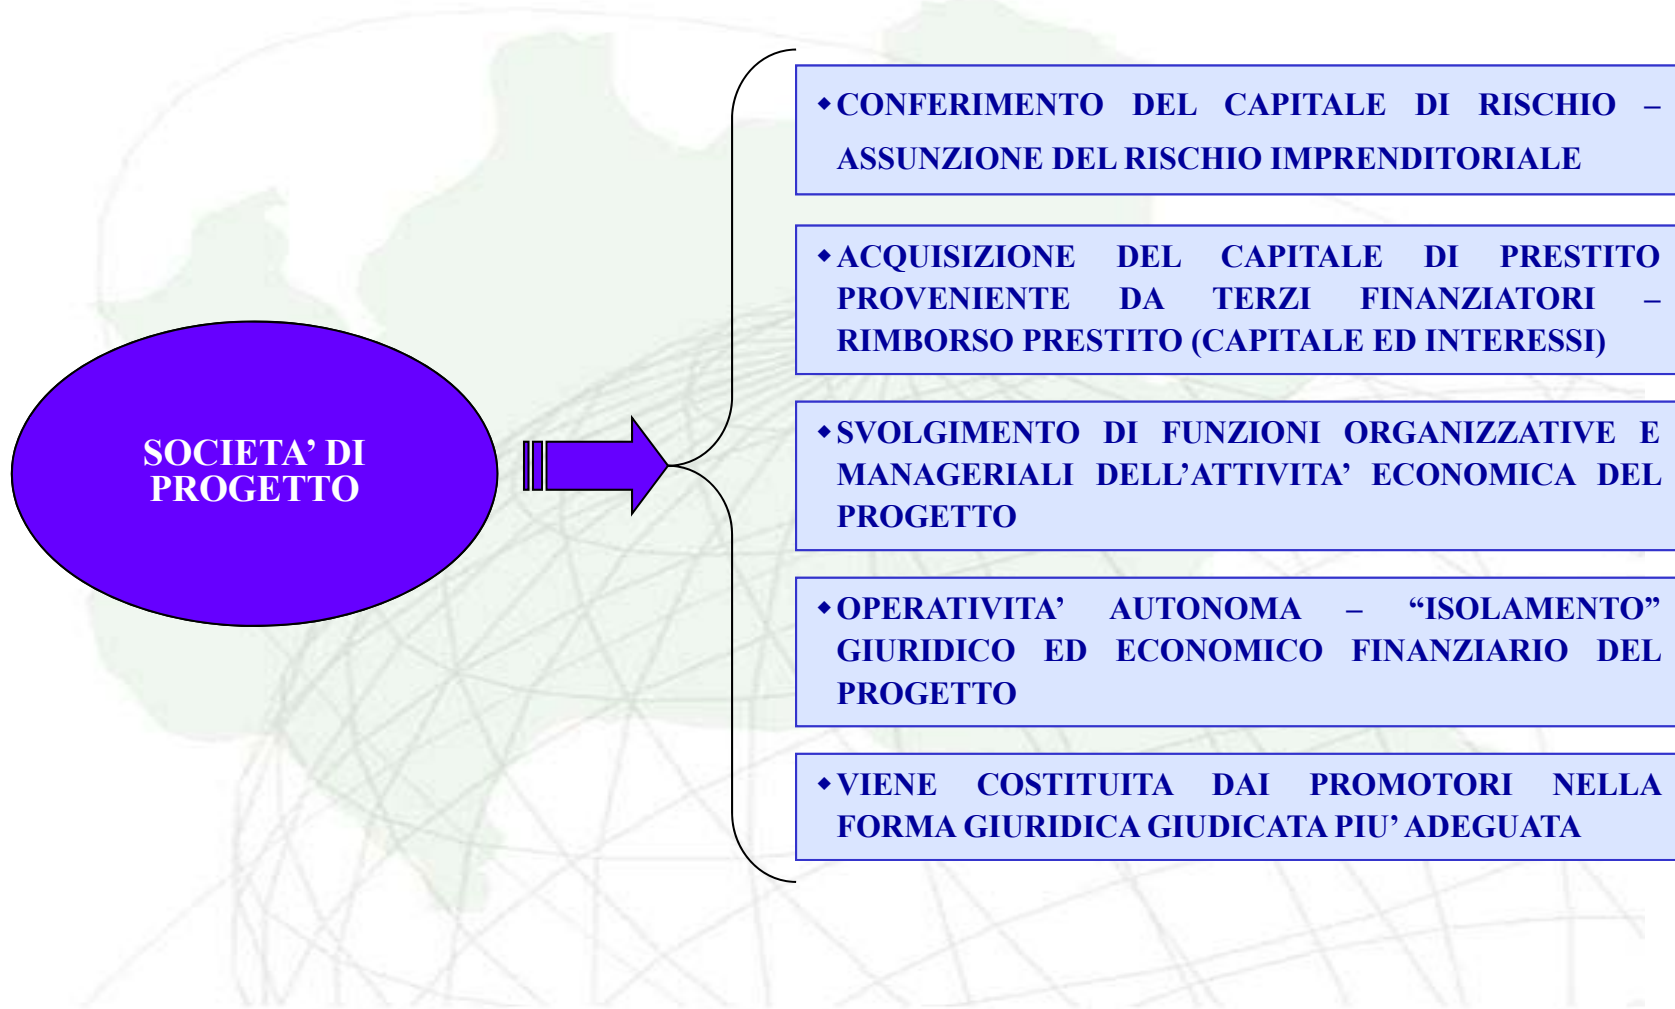 SOCIETA’ DI
PROGETTO
◆CONFERIMENTO DEL CAPITALE DI RISCHIO –
ASSUNZIONE DEL RISCHIO IMPRENDITORIALE
◆ACQUISIZIONE DEL CAPITALE DI PRESTITO
PROVENIENTE DA TERZI FINANZIATORI –
RIMBORSO PRESTITO (CAPITALE ED INTERESSI)
◆SVOLGIMENTO DI FUNZIONI ORGANIZZATIVE E
MANAGERIALI DELL’ATTIVITA’ ECONOMICA DEL
PROGETTO
◆OPERATIVITA’ AUTONOMA – “ISOLAMENTO”
GIURIDICO ED ECONOMICO FINANZIARIO DEL
PROGETTO
◆VIENE COSTITUITA DAI PROMOTORI NELLA
FORMA GIURIDICA GIUDICATA PIU’ ADEGUATA